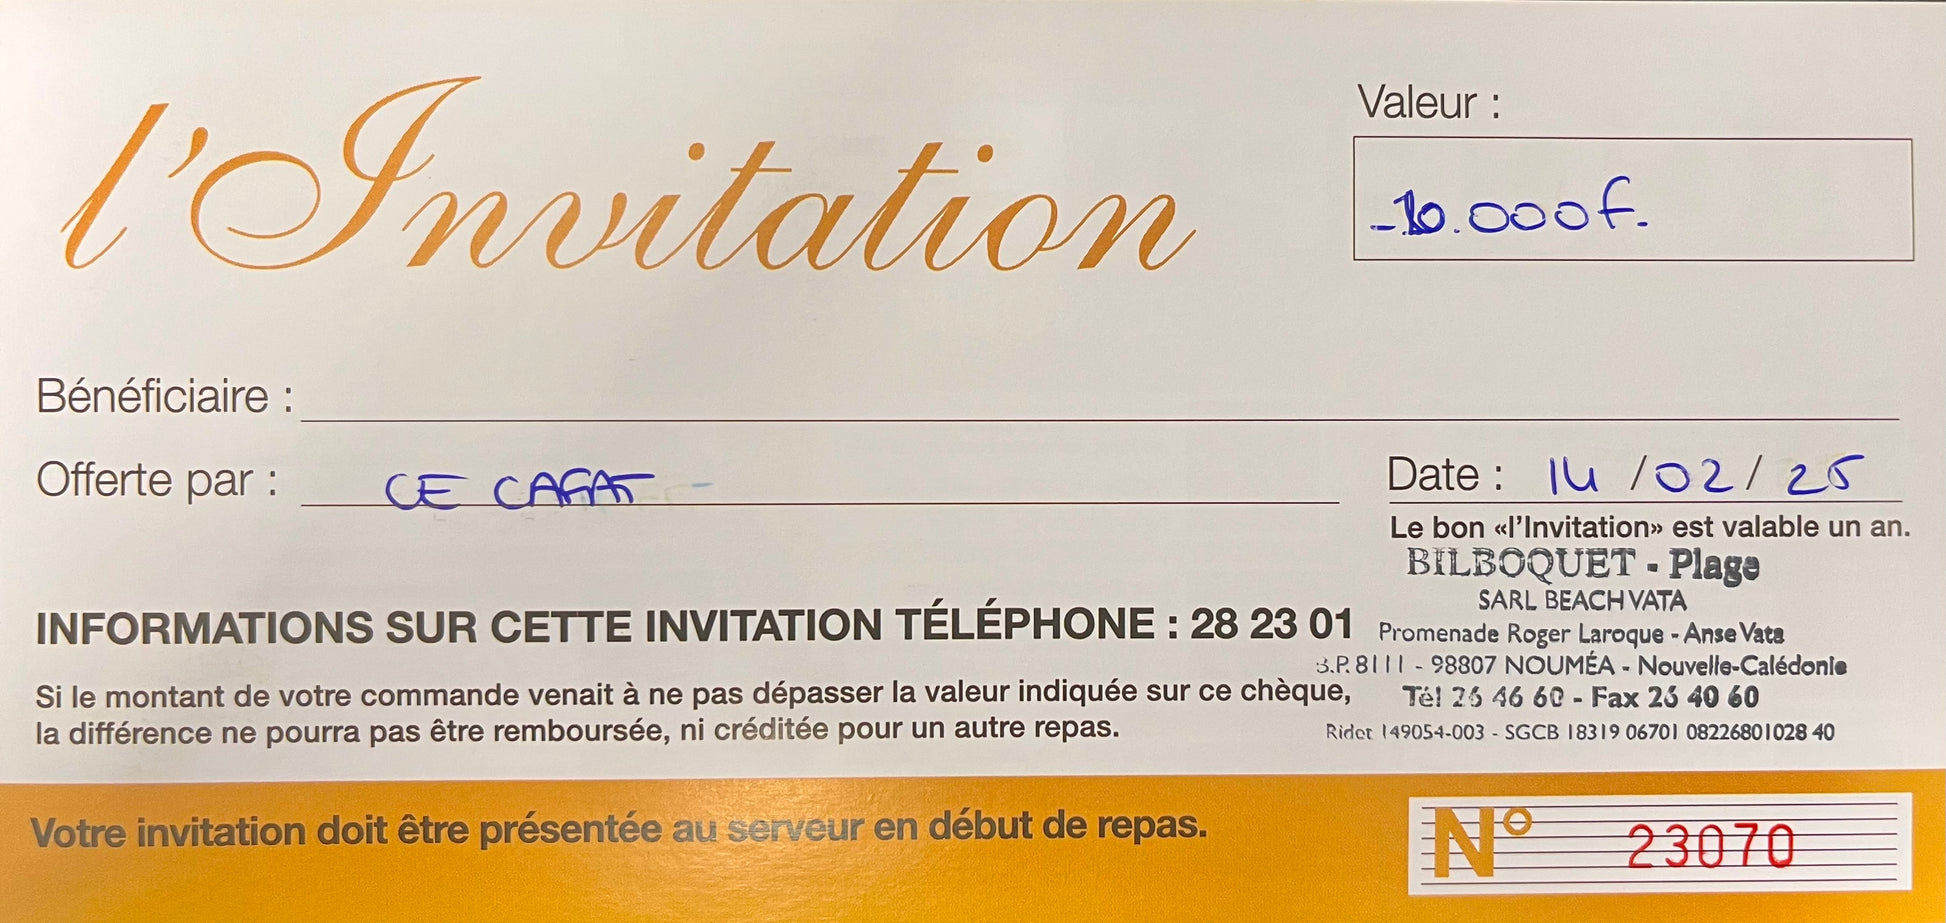 l'Invitation
Valeur :
-10.000F.
Bénéficiaire :
Offerte par : CE CAFAT
Date : 14 /02/ 25
Le bon «l'Invitation» est valable un an.
BILBOQUET - Plage
SARL BEACH VATA
Promenade Roger Laroque - Anse Vata
B.P. 8111 - 98807 NOUMÉA - Nouvelle-Calédonie
Tél 26 46 60 - Fax 26 40 60
Ridet 149054-003 - SGCB 18319 06701 08226801028 40
INFORMATIONS SUR CETTE INVITATION TÉLÉPHONE : 28 23 01
Si le montant de votre commande venait à ne pas dépasser la valeur indiquée sur ce chèque,
la différence ne pourra pas être remboursée, ni créditée pour un autre repas.
Votre invitation doit être présentée au serveur en début de repas.
N° 23070